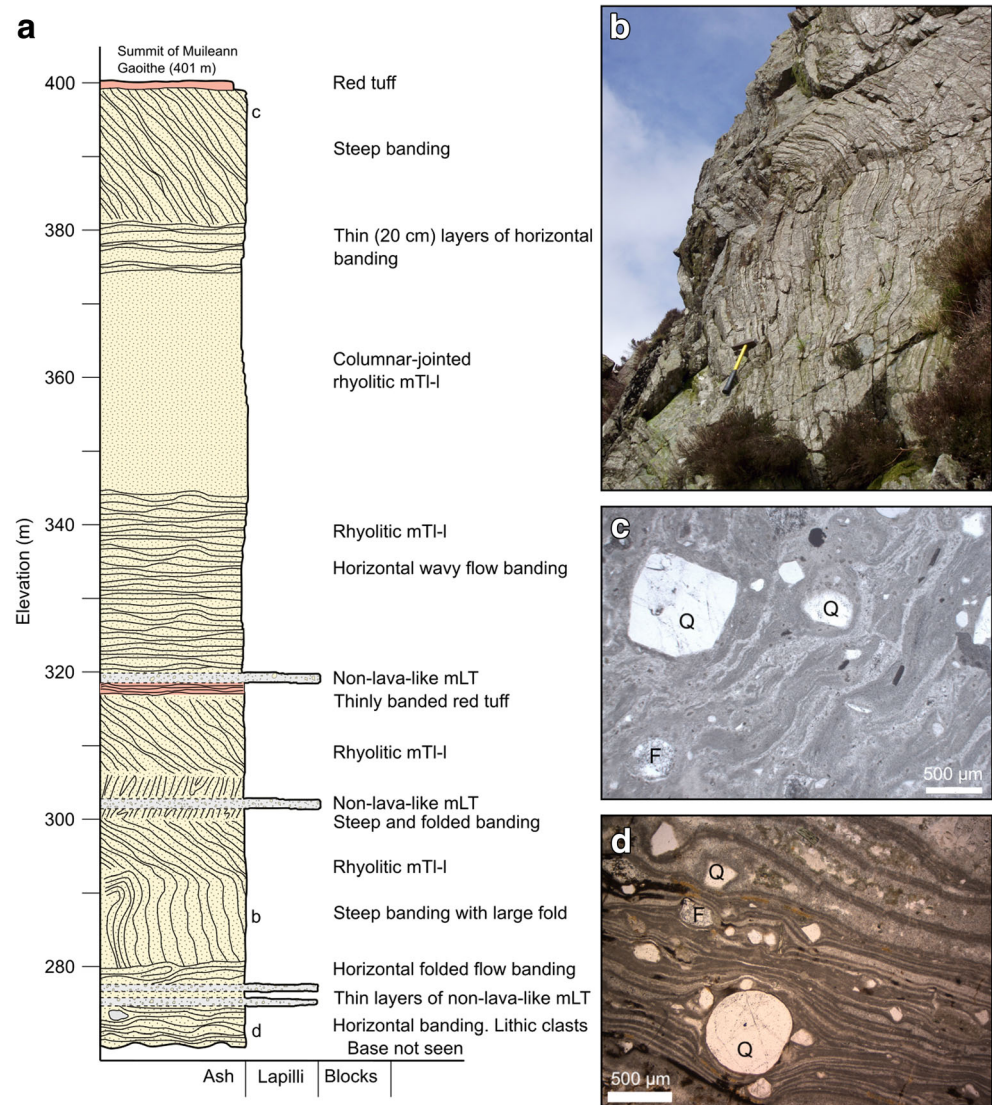 a
Summit of Muileann
Gaoithe (401 m)
400
Red tuff
c
Steep banding
380
Thin (20 cm) layers of horizontal
banding
Columnar-jointed
rhyolitic mTl-l
360
Elevation (m)
340
Rhyolitic mTl-l
Horizontal wavy flow banding
320
Non-lava-like mLT
Thinly banded red tuff
Rhyolitic mTl-l
Non-lava-like mLT
300
Steep and folded banding
Rhyolitic mTl-l
b
Steep banding with large fold
280
Horizontal folded flow banding
Thin layers of non-lava-like mLT
d
Horizontal banding. Lithic clasts
Base not seen
Ash
Lapilli
Blocks
b
c
Q
Q
F
500 µm
d
Q
F
Q
500 µm